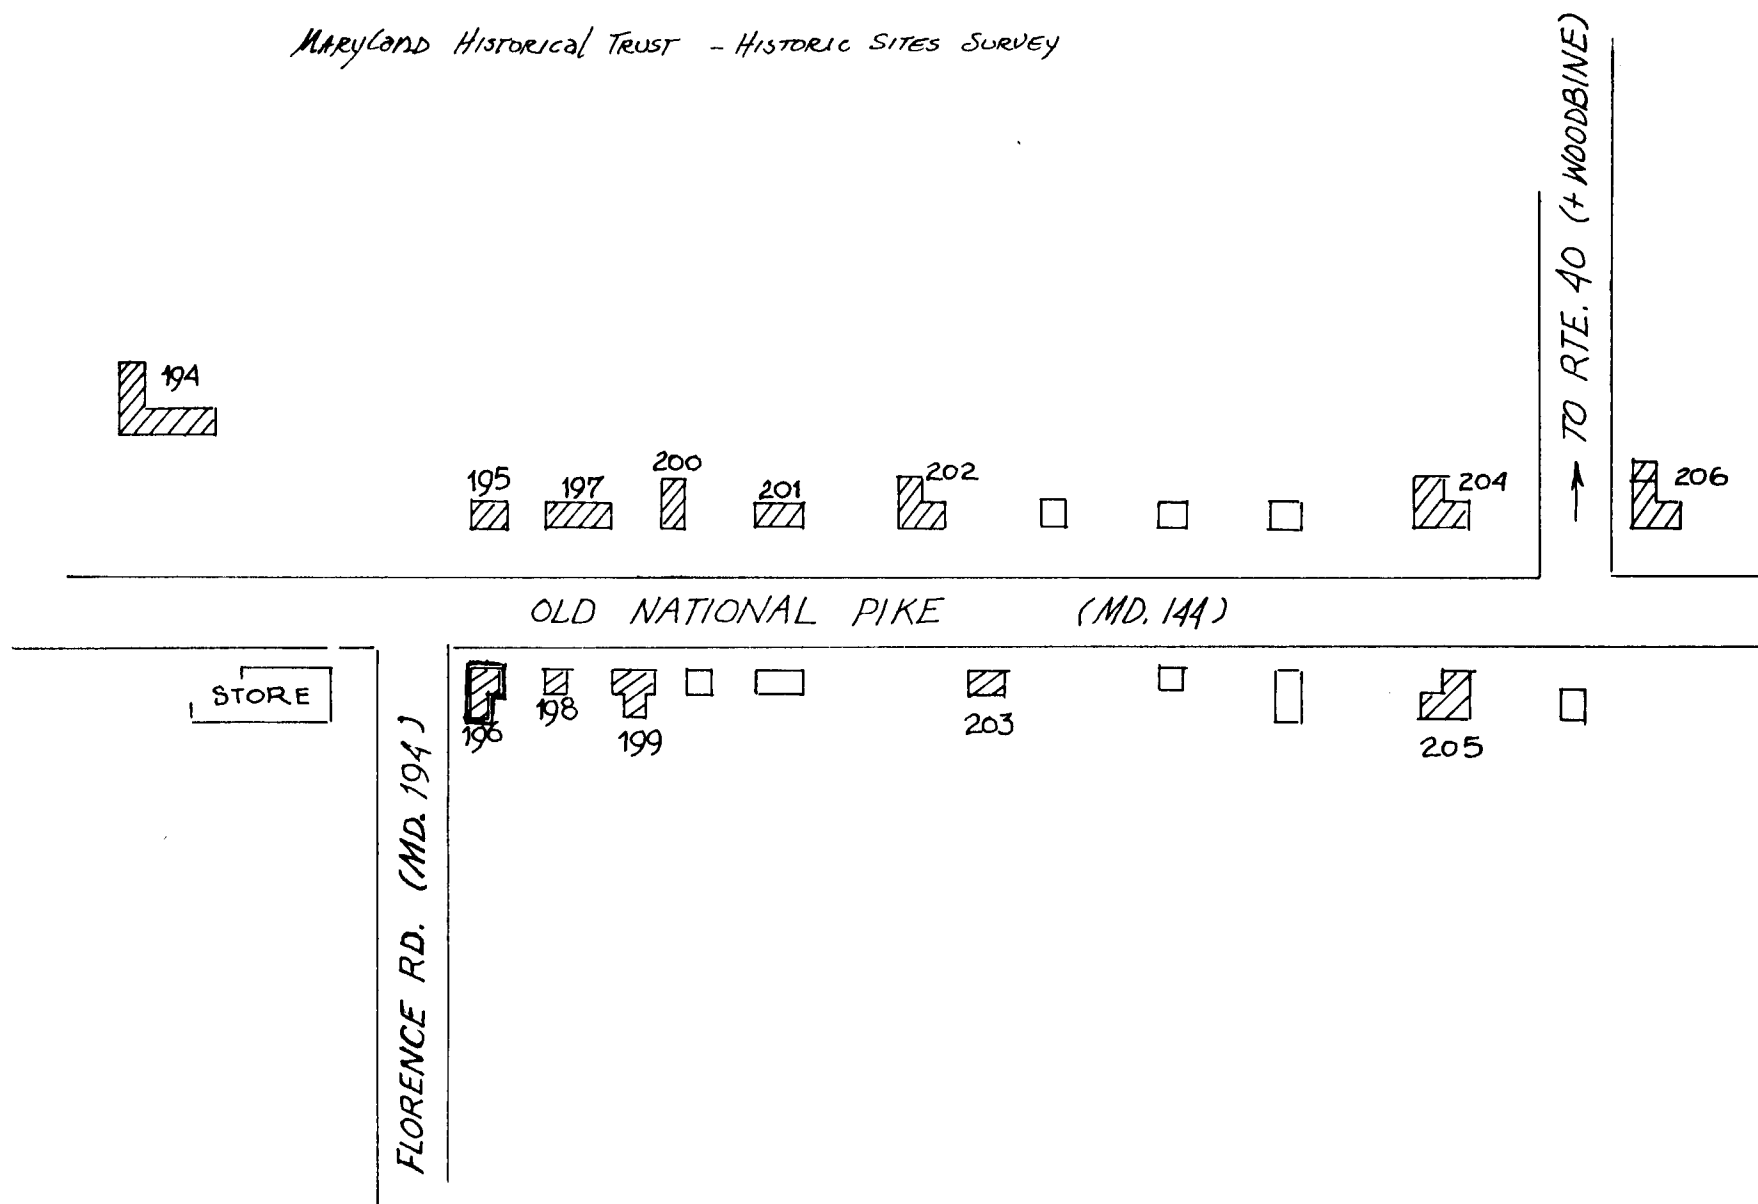 MARYLAND HISTORICAL TRUST - HISTORIC SITES SURVEY
→ TO RTE. 40 (+ WOODBINE)
194
195
197
200
201
202
204
206
OLD NATIONAL PIKE (MD. 144)
STORE
196
198
199
203
205
FLORENCE RD. (MD. 194)